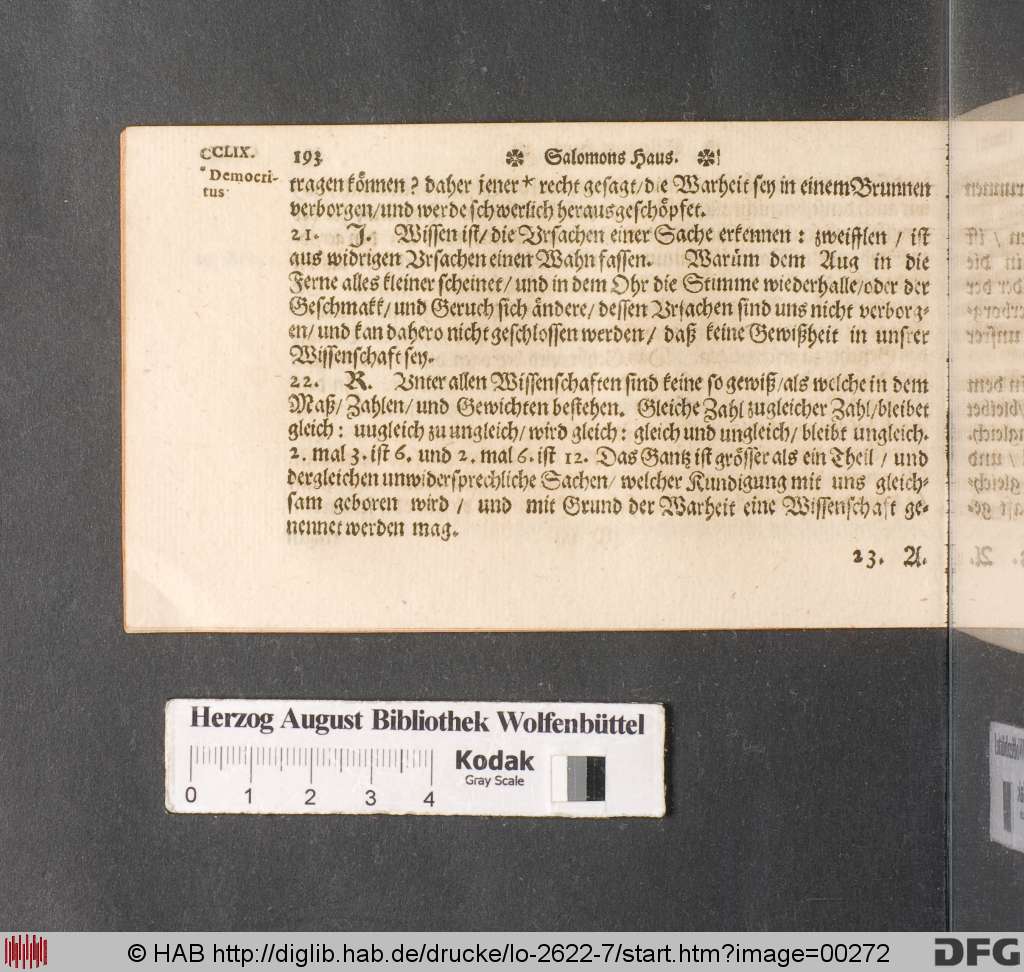 CCLIX.
* Democri-
tus
193 Salomons Haus.
tragen können? daher jener * recht gesagt/ die Warheit sey in einem Brunnen
verborgen/ und werde schwerlich herausgeschöpfet.
21. J. Wissen ist/ die Ursachen einer Sache erkennen: zweifflen / ist
aus widrigen Ursachen einen Wahn fassen. Warüm dem Aug in die
Ferne alles kleiner scheinet/ und in dem Ohr die Stimme wiederhalle/ oder der
Geschmakk/ und Geruch sich ändere/ dessen Ursachen sind uns nicht verborg-
en/ und kan dahero nicht geschlossen werden/ daß keine Gewißheit in unsrer
Wissenschaft sey.
22. R. Unter allen Wissenschaften sind keine so gewiß/ als welche in dem
Maß/ Zahlen/ und Gewichten bestehen. Gleiche Zahl zu gleicher Zahl/ bleibet
gleich: uugleich zu ungleich/ wird gleich: gleich und ungleich/ bleibt ungleich.
2. mal 3. ist 6. und 2. mal 6. ist 12. Das Gantz ist grösser als ein Theil / und
dergleichen unwidersprechliche Sachen/ welcher Kundigung mit uns gleich-
sam geboren wird / und mit Grund der Warheit eine Wissenschaft ge-
nennet werden mag.
23. A.
Herzog August Bibliothek Wolfenbüttel
Kodak
Gray Scale
0 1 2 3 4
© HAB http://diglib.hab.de/drucke/lo-2622-7/start.htm?image=00272
DFG